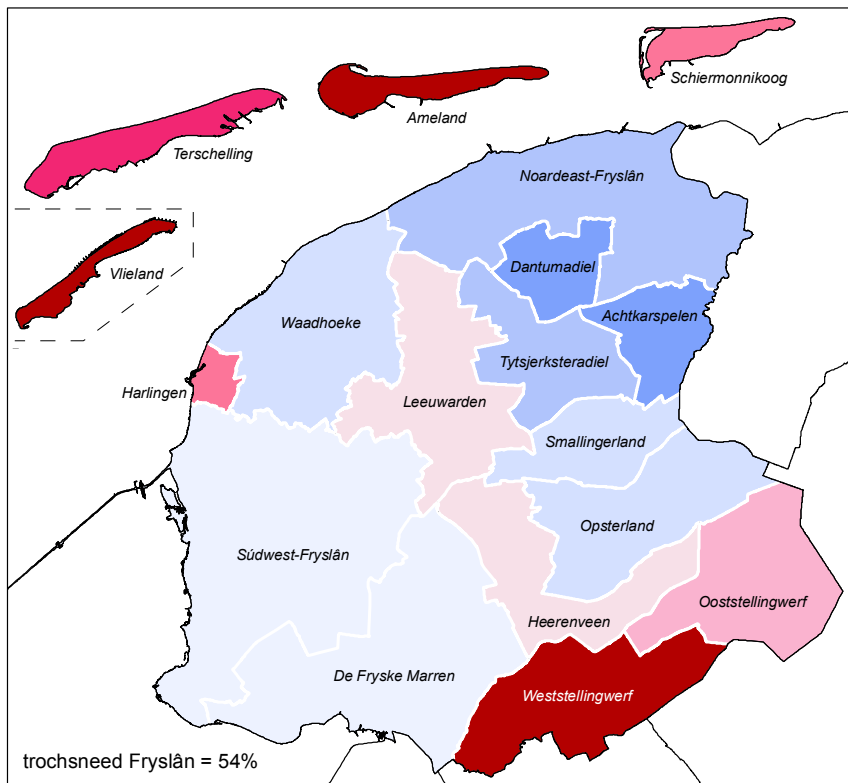 Schiermonnikoog
Ameland
Terschelling
Noardeast-Fryslân
Dantumadiel
Vlieland
Achtkarspelen
Waadhoeke
Tytsjerksteradiel
Harlingen
Leeuwarden
Smallingerland
Opsterland
Súdwest-Fryslân
Ooststellingwerf
Heerenveen
De Fryske Marren
Weststellingwerf
trochsneed Fryslân = 54%